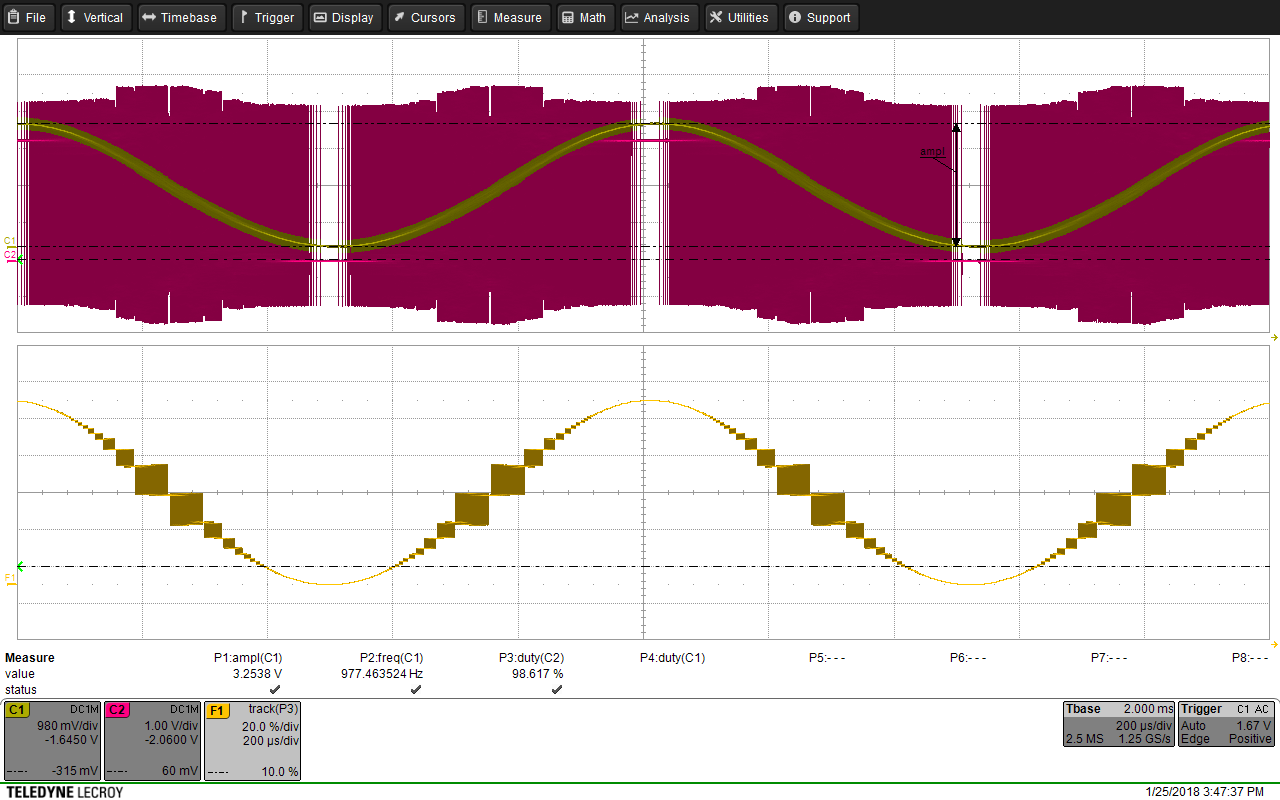 File Vertical Timebase Trigger Display Cursors Measure Math Analysis Utilities Support
ampl
C1
C2
F1
Measure P1:ampl(C1) P2:freq(C1) P3:duty(C2) P4:duty(C1) P5:--- P6:--- P7:--- P8:---
value 3.2538 V 977.463524 Hz 98.617 %
status
C1 DC1M C2 DC1M F1 track(P3) Tbase 2.000 ms Trigger C1 AC
980 mV/div 1.00 V/div 20.0 %/div 200 µs/div Auto 1.67 V
-1.6450 V -2.0600 V 200 µs/div 2.5 MS 1.25 GS/s Edge Positive
-315 mV 60 mV 10.0 %
TELEDYNE LECROY 1/25/2018 3:47:37 PM